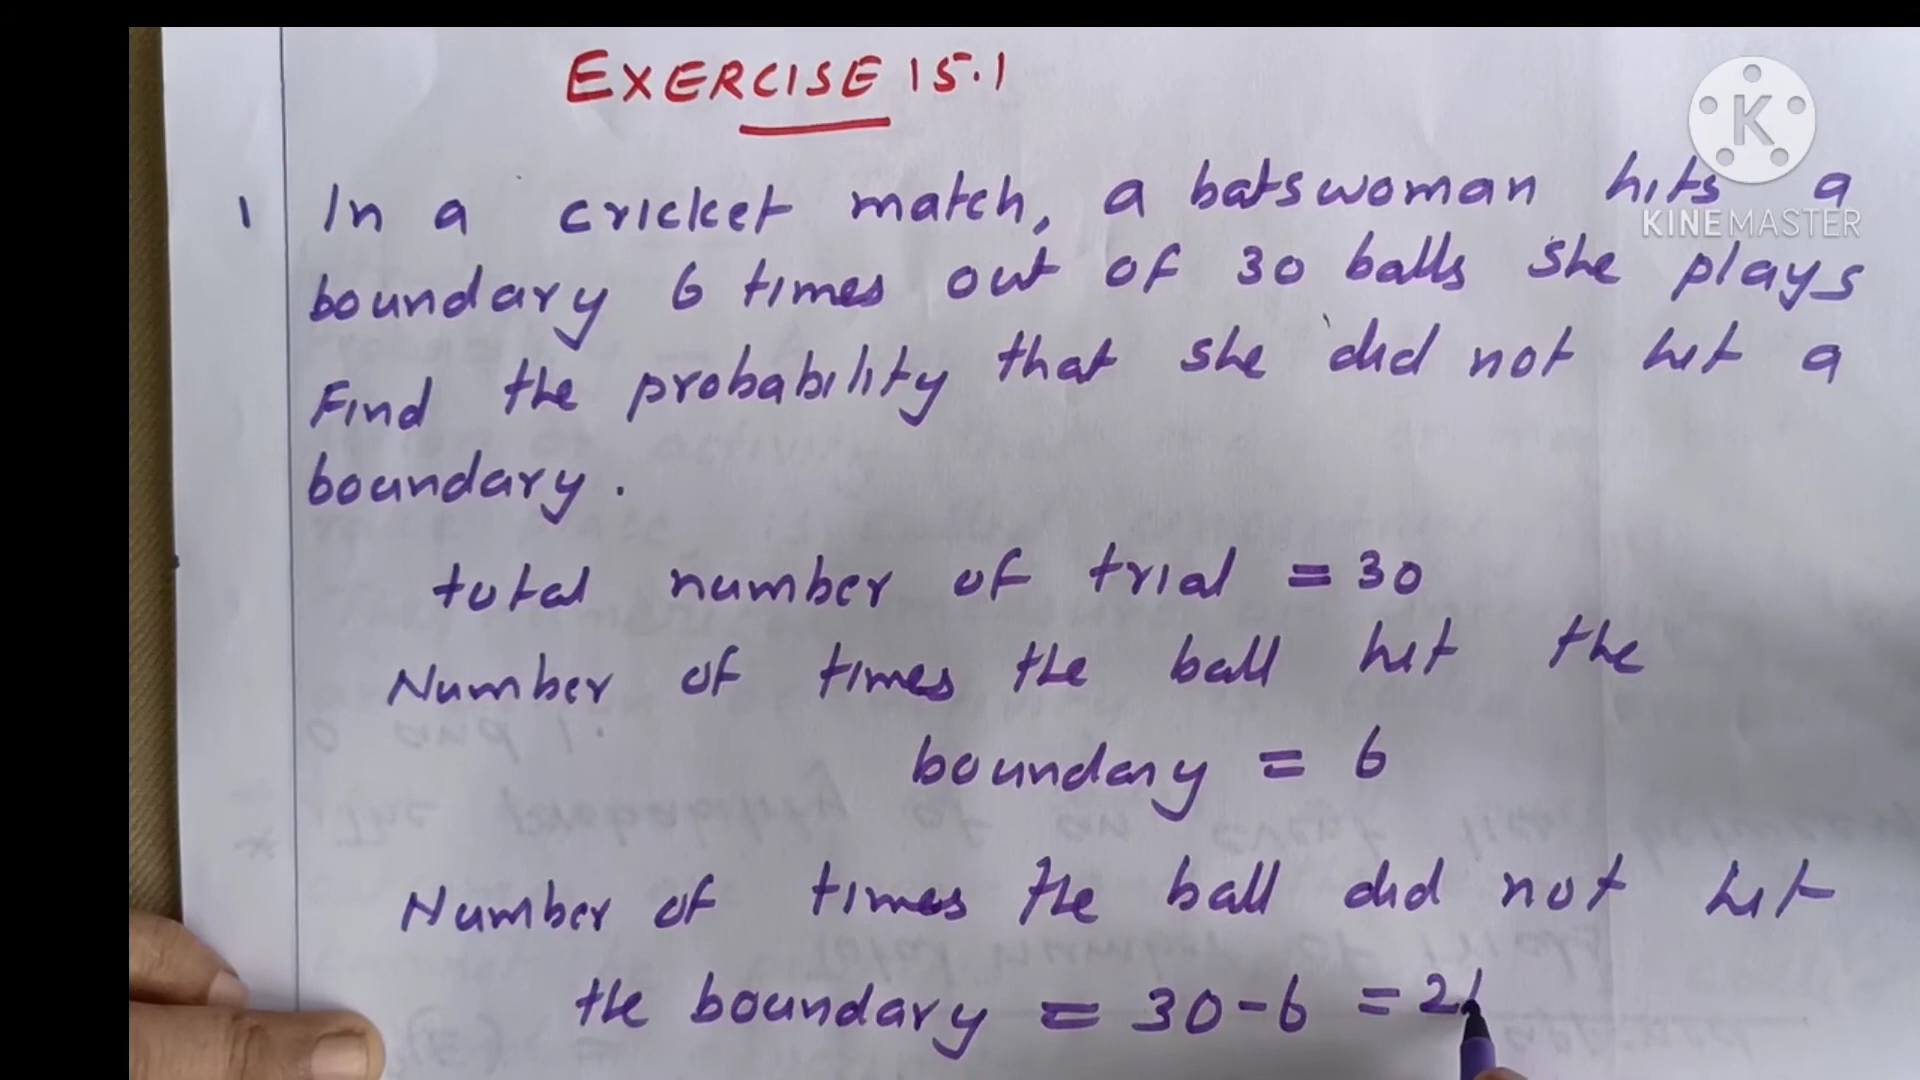 EXERCISE 15.1
1 In a cricket match, a batswoman hits a
boundary 6 times out of 30 balls she plays
Find the probability that she did not hit a
boundary.
total number of trial = 30
Number of times the ball hit the
boundary = 6
Number of times the ball did not hit
the boundary = 30-6 = 2
K
KINEMASTER